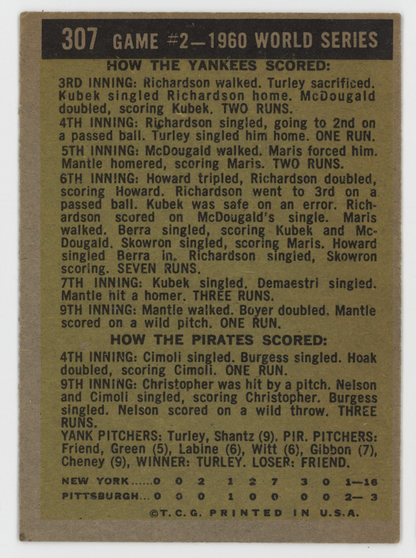 307 GAME #2—1960 WORLD SERIES
HOW THE YANKEES SCORED:
3RD INNING: Richardson walked. Turley sacrificed.
Kubek singled Richardson home. McDougald
doubled, scoring Kubek. TWO RUNS.
4TH INNING: Richardson singled, going to 2nd on
a passed ball. Turley singled him home. ONE RUN.
5TH INNING: McDougald walked. Maris forced him.
Mantle homered, scoring Maris. TWO RUNS.
6TH INNING: Howard tripled, Richardson doubled,
scoring Howard. Richardson went to 3rd on a
passed ball. Kubek was safe on an error. Rich-
ardson scored on McDougald's single. Maris
walked. Berra singled, scoring Kubek and Mc-
Dougald. Skowron singled, scoring Maris. Howard
singled Berra in. Richardson singled, Skowron
scoring. SEVEN RUNS.
7TH INNING: Kubek singled. Demaestri singled.
Mantle hit a homer. THREE RUNS.
9TH INNING: Mantle walked. Boyer doubled. Mantle
scored on a wild pitch. ONE RUN.
HOW THE PIRATES SCORED:
4TH INNING: Cimoli singled. Burgess singled. Hoak
doubled, scoring Cimoli. ONE RUN.
9TH INNING: Christopher was hit by a pitch. Nelson
and Cimoli singled, scoring Christopher. Burgess
singled. Nelson scored on a wild throw. THREE
RUNS.
YANK PITCHERS: Turley, Shantz (9). PIR. PITCHERS:
Friend, Green (5), Labine (6), Witt (6), Gibbon (7),
Cheney (9), WINNER: TURLEY. LOSER: FRIEND.
NEW YORK......0 0 2 1 2 7 3 0 1—16
PITTSBURGH...0 0 0 1 0 0 0 0 2— 3
©T.C.G. PRINTED IN U.S.A.